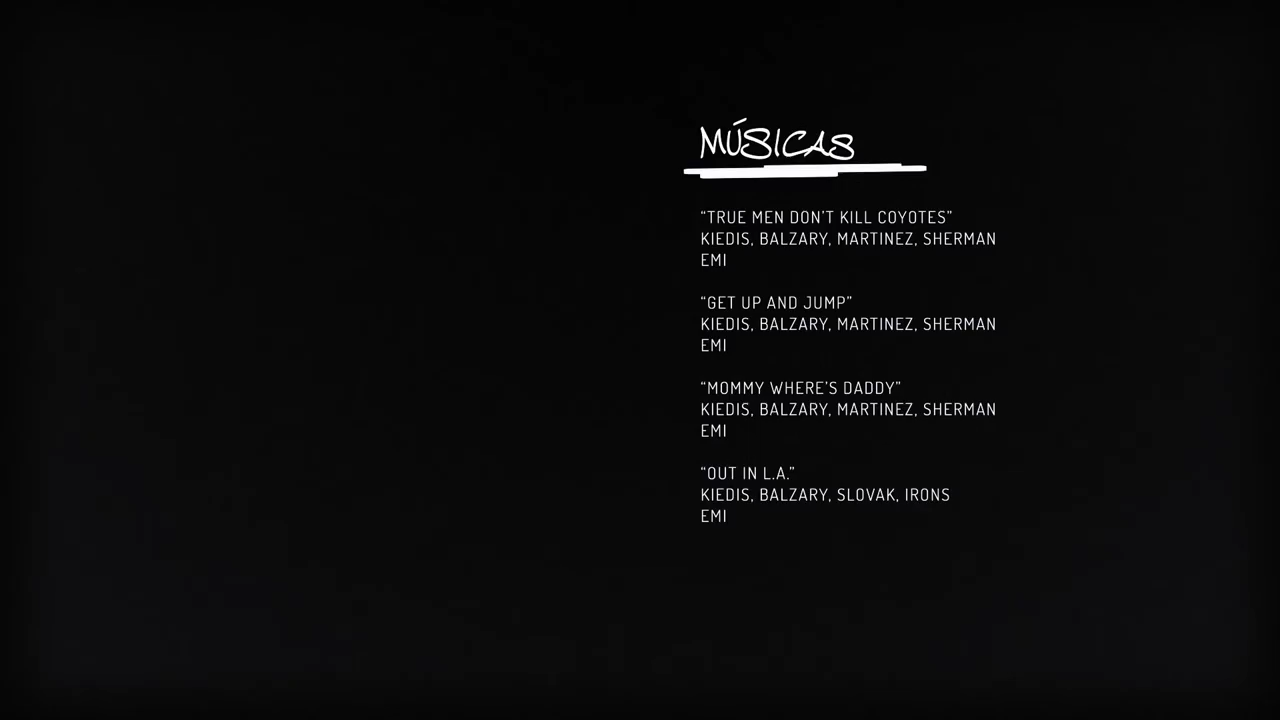 MÚSICAS
“TRUE MEN DON’T KILL COYOTES”
KIEDIS, BALZARY, MARTINEZ, SHERMAN
EMI
“GET UP AND JUMP”
KIEDIS, BALZARY, MARTINEZ, SHERMAN
EMI
“MOMMY WHERE’S DADDY”
KIEDIS, BALZARY, MARTINEZ, SHERMAN
EMI
“OUT IN L.A.”
KIEDIS, BALZARY, SLOVAK, IRONS
EMI